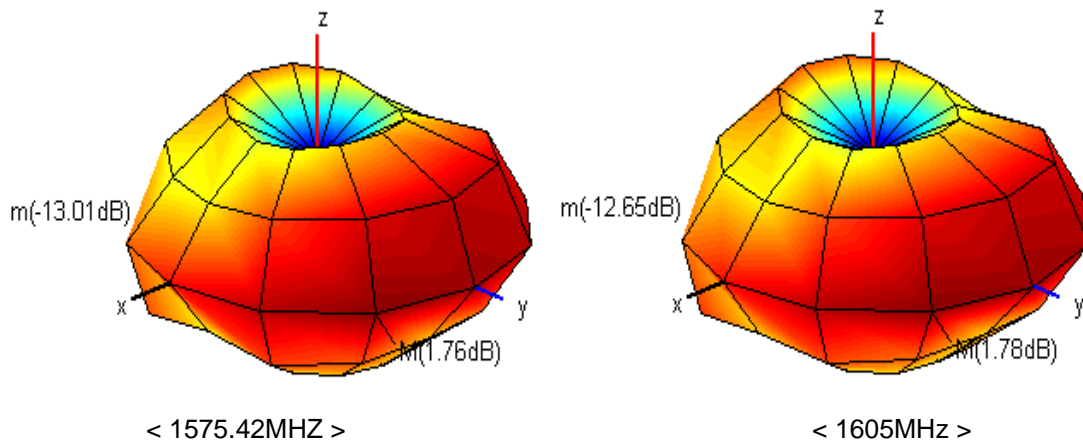 z
m(-13.01dB)
x
y
M(1.76dB)
< 1575.42MHZ >
z
m(-12.65dB)
x
y
M(1.78dB)
< 1605MHz >